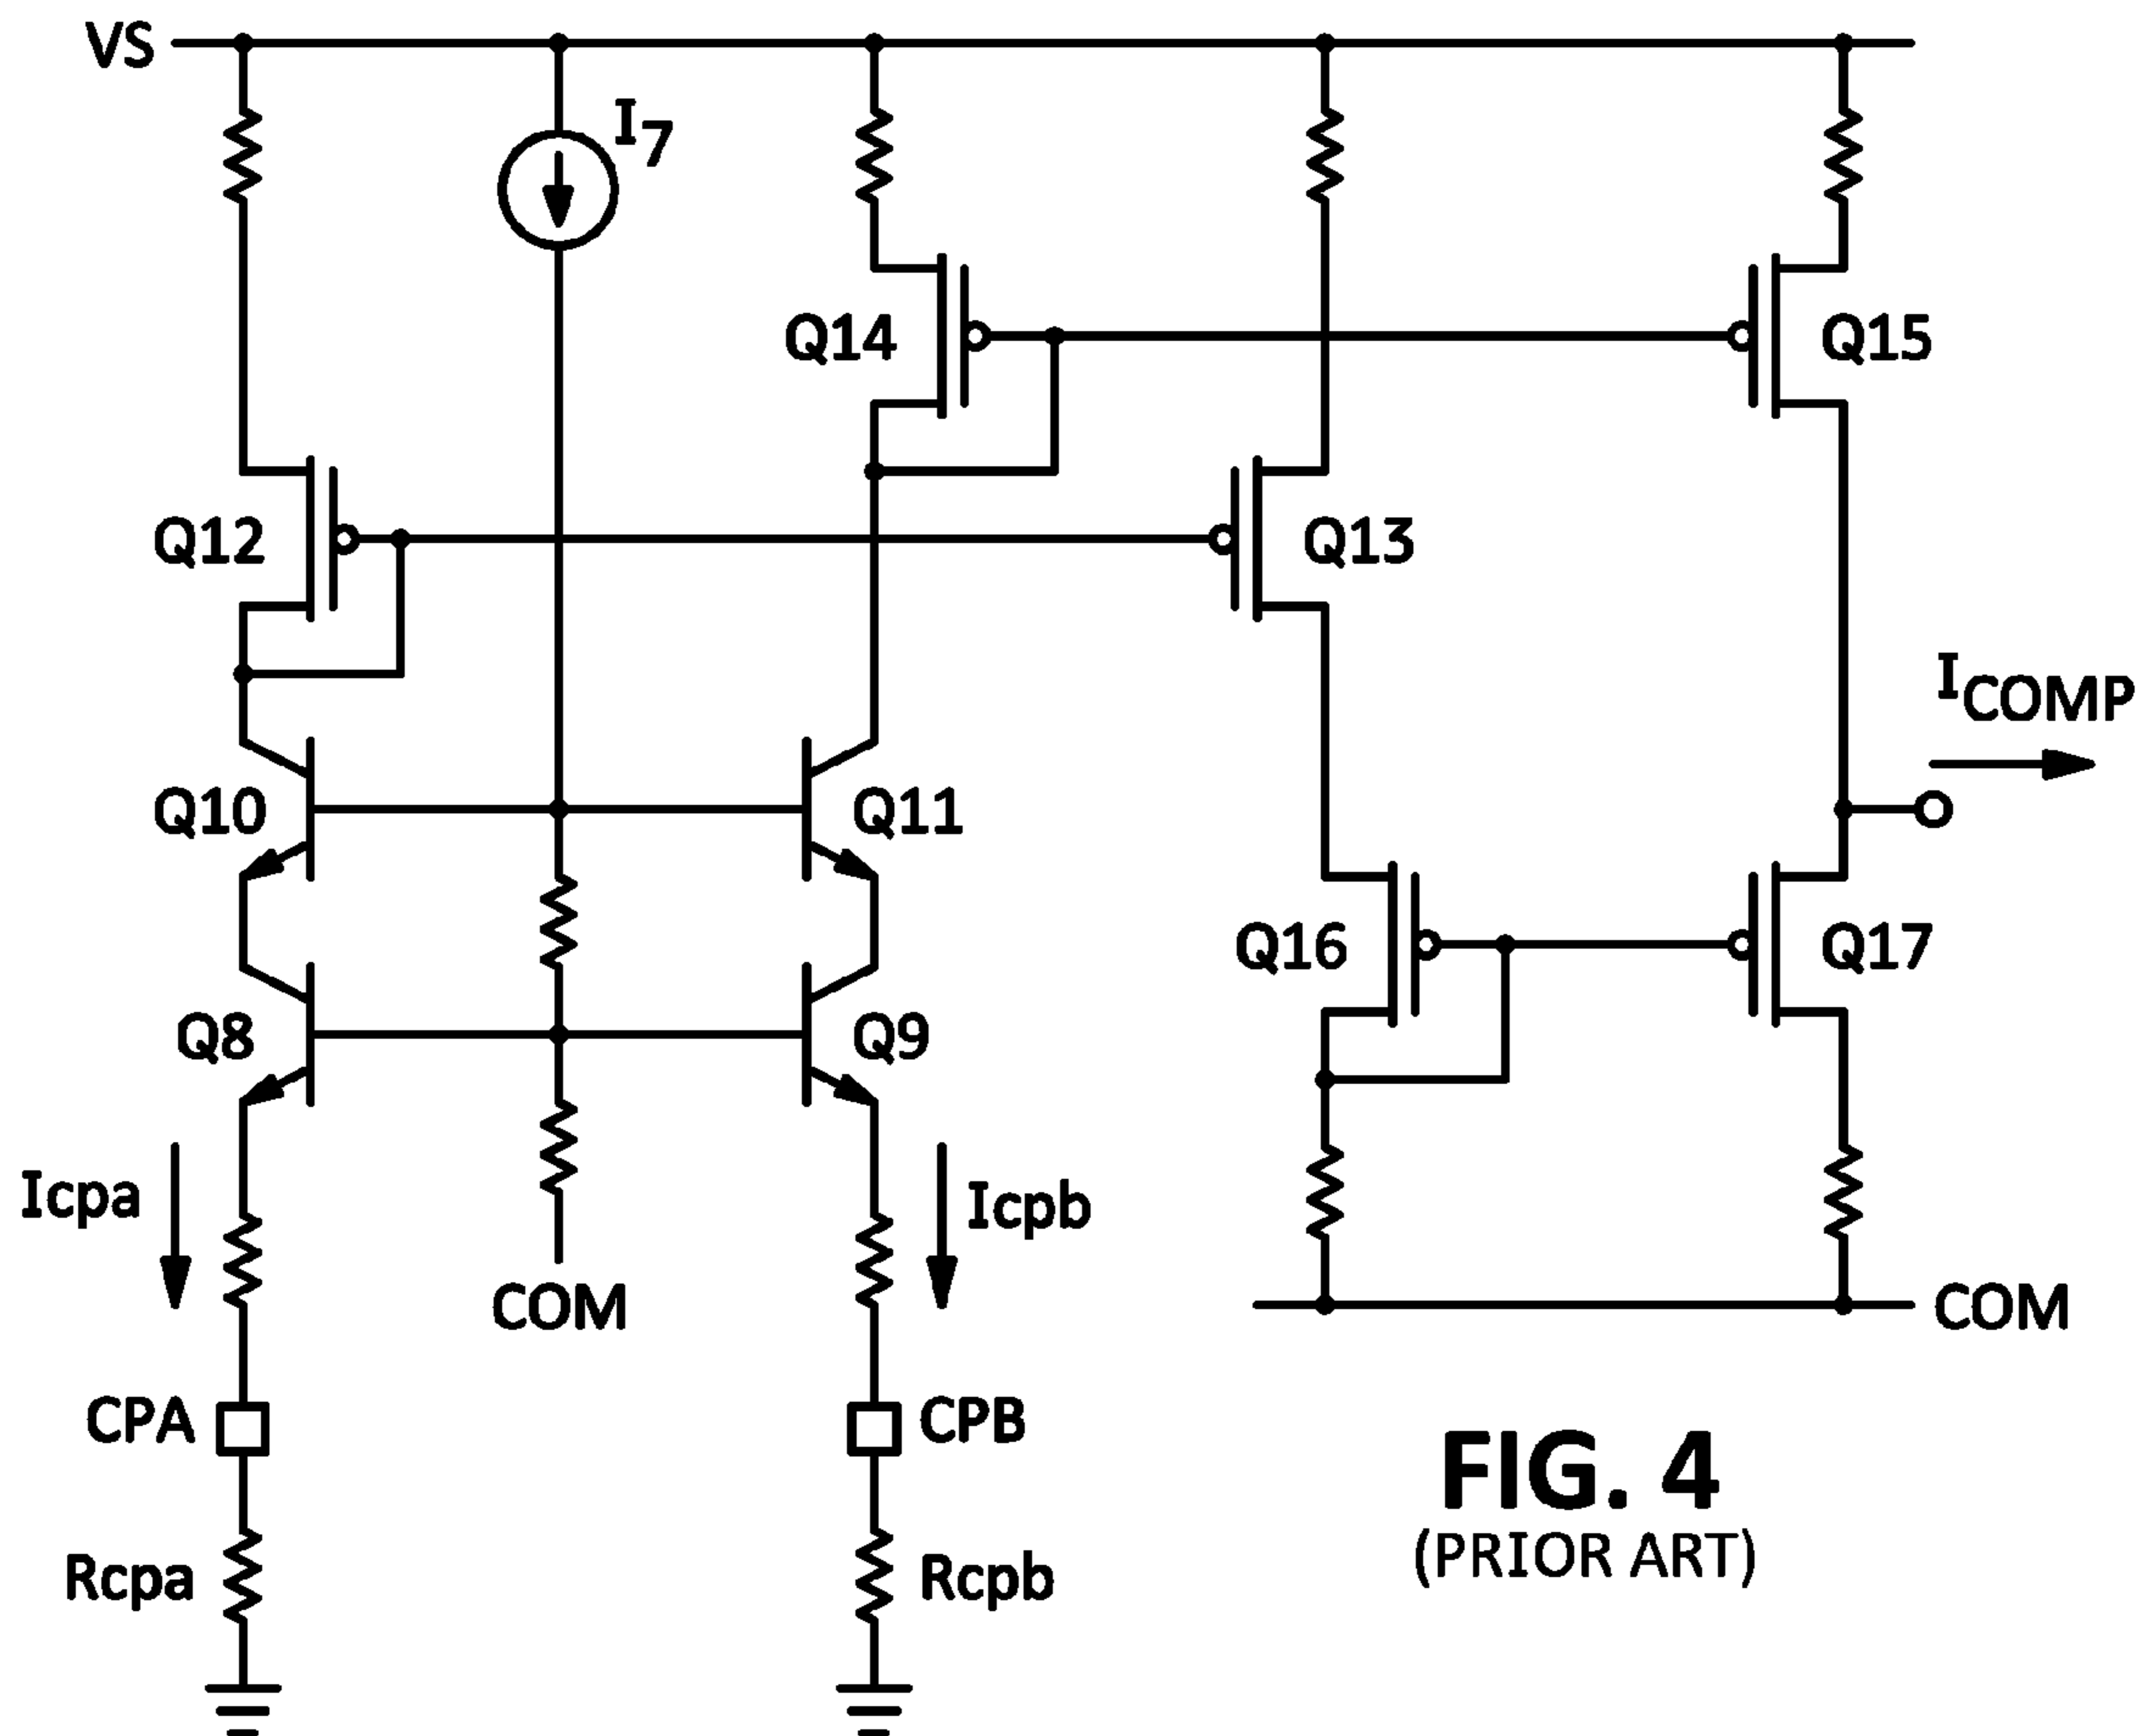 VS
I7
Q14
Q15
Q12
Q13
ICOMP
Q10
Q11
Q16
Q17
Q8
Q9
Icpa
Icpb
COM
COM
CPA
CPB
FIG. 4
(PRIOR ART)
Rcpa
Rcpb